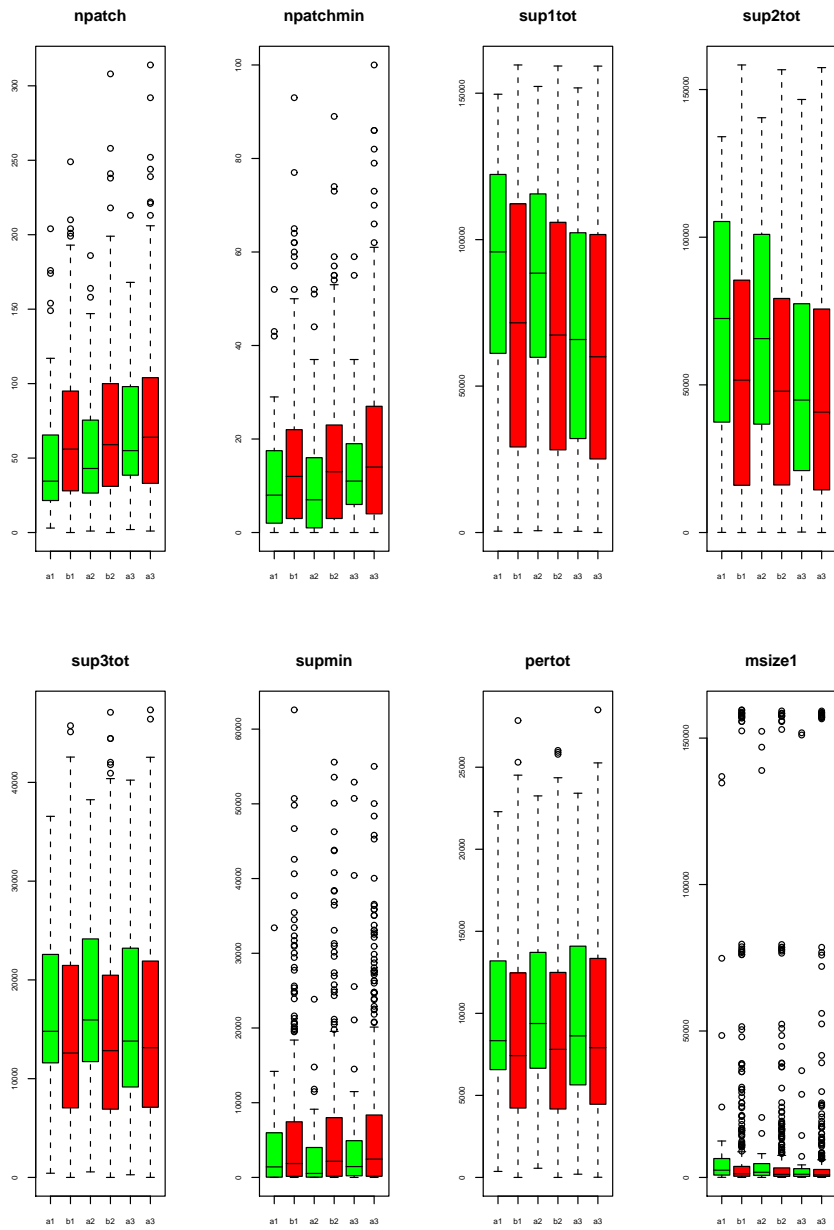 npatch
npatchmin
sup1tot
sup2tot
0
50
100
150
200
250
300
0
20
40
60
80
100
0
50000
100000
150000
0
50000
100000
150000
a1 b1 a2 b2 a3 a3
a1 b1 a2 b2 a3 a3
a1 b1 a2 b2 a3 a3
a1 b1 a2 b2 a3 a3
sup3tot
supmin
pertot
msize1
0
10000
20000
30000
40000
0
10000
20000
30000
40000
50000
60000
0
5000
10000
15000
20000
25000
0
50000
100000
150000
a1 b1 a2 b2 a3 a3
a1 b1 a2 b2 a3 a3
a1 b1 a2 b2 a3 a3
a1 b1 a2 b2 a3 a3